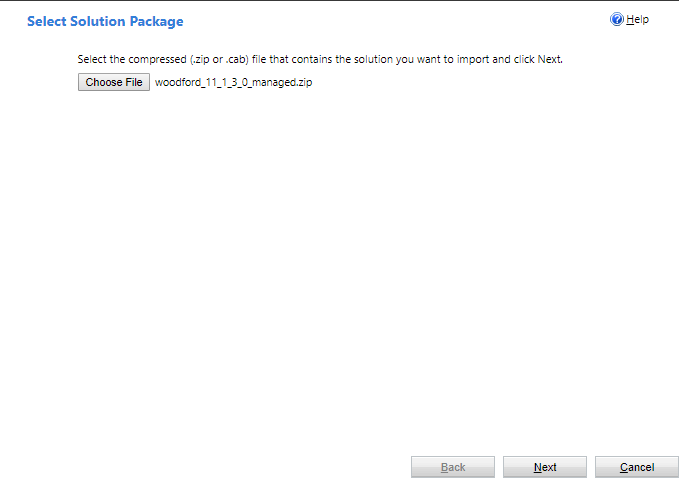 Select Solution Package
Help
Select the compressed (.zip or .cab) file that contains the solution you want to import and click Next.
Choose File woodford_11_1_3_0_managed.zip
Back Next Cancel